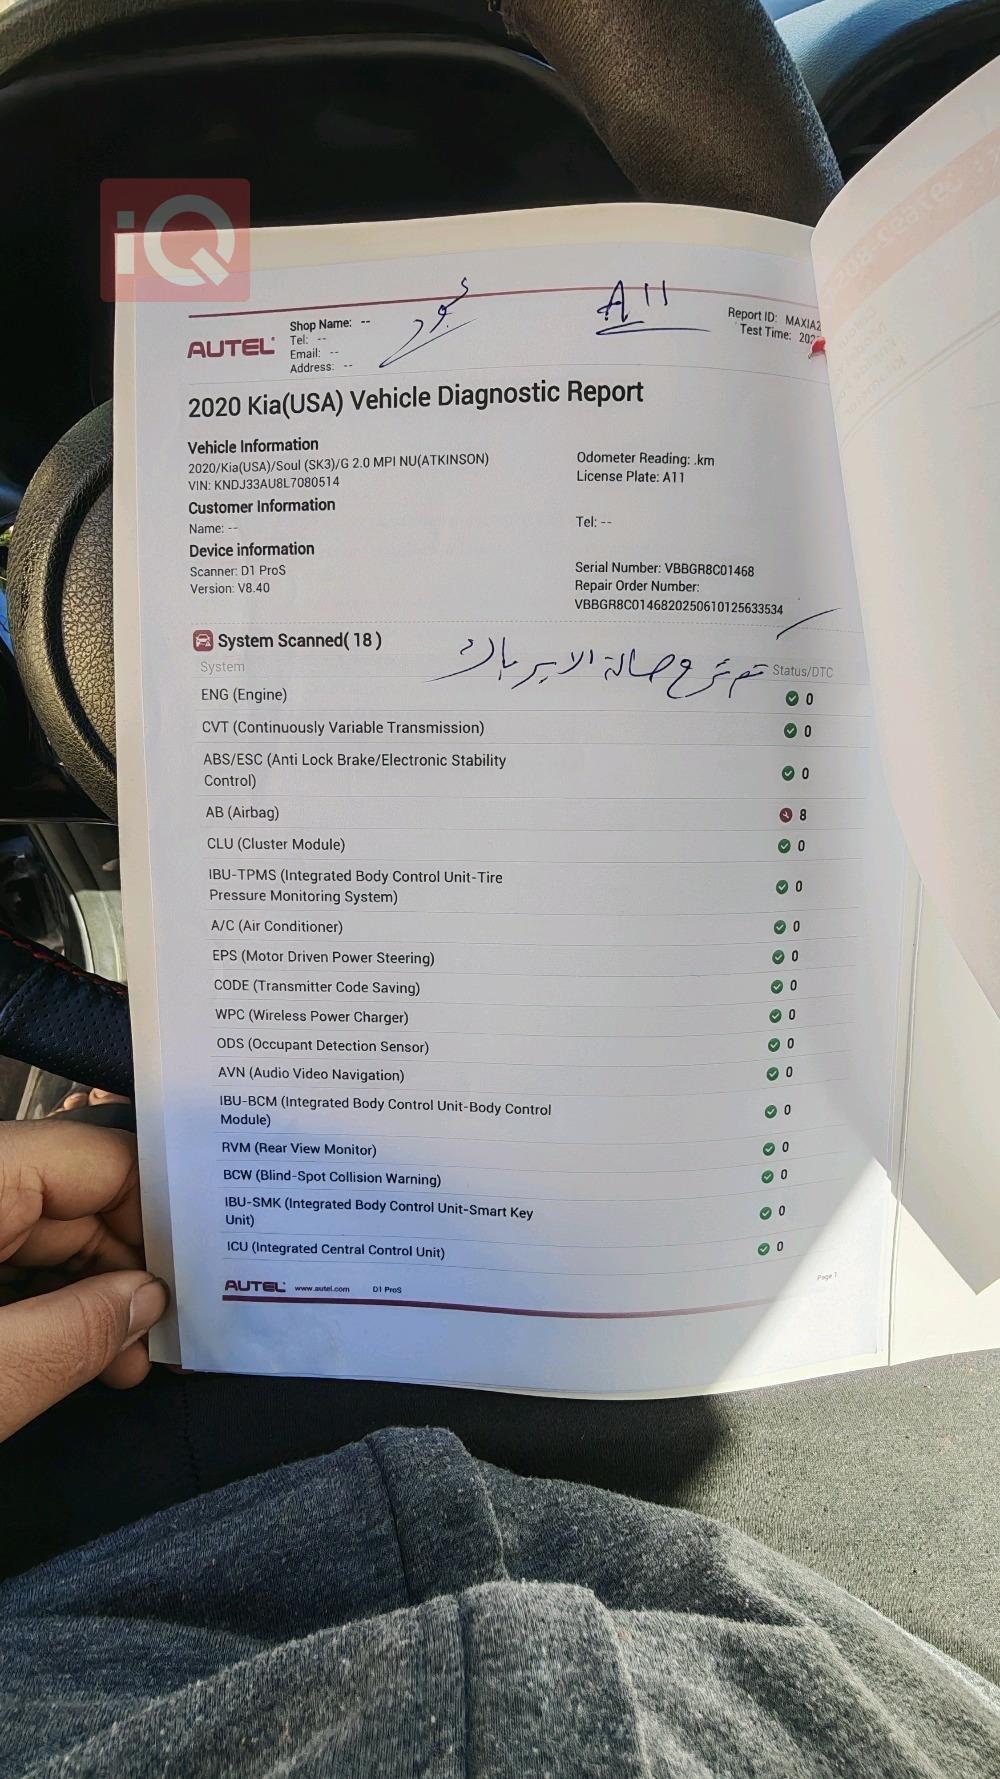 iQ
A11
AUTEL
Shop Name: --
Tel: --
Email: --
Address: --
Report ID: MAXIA2
Test Time: 202
2020 Kia(USA) Vehicle Diagnostic Report
Vehicle Information
2020/Kia(USA)/Soul (SK3)/G 2.0 MPI NU(ATKINSON)
VIN: KNDJ33AU8L7080514
Odometer Reading: .km
License Plate: A11
Customer Information
Name: --
Tel: --
Device information
Scanner: D1 ProS
Version: V8.40
Serial Number: VBBGR8C01468
Repair Order Number:
VBBGR8C0146820250610125633534
System Scanned( 18 )
تم شرح حالة الايرباك
System Status/DTC
ENG (Engine) 0
CVT (Continuously Variable Transmission) 0
ABS/ESC (Anti Lock Brake/Electronic Stability
Control) 0
AB (Airbag) 8
CLU (Cluster Module) 0
IBU-TPMS (Integrated Body Control Unit-Tire
Pressure Monitoring System) 0
A/C (Air Conditioner) 0
EPS (Motor Driven Power Steering) 0
CODE (Transmitter Code Saving) 0
WPC (Wireless Power Charger) 0
ODS (Occupant Detection Sensor) 0
AVN (Audio Video Navigation) 0
IBU-BCM (Integrated Body Control Unit-Body Control
Module) 0
RVM (Rear View Monitor) 0
BCW (Blind-Spot Collision Warning) 0
IBU-SMK (Integrated Body Control Unit-Smart Key
Unit) 0
ICU (Integrated Central Control Unit) 0
AUTEL www.autel.com D1 ProS
Page 1